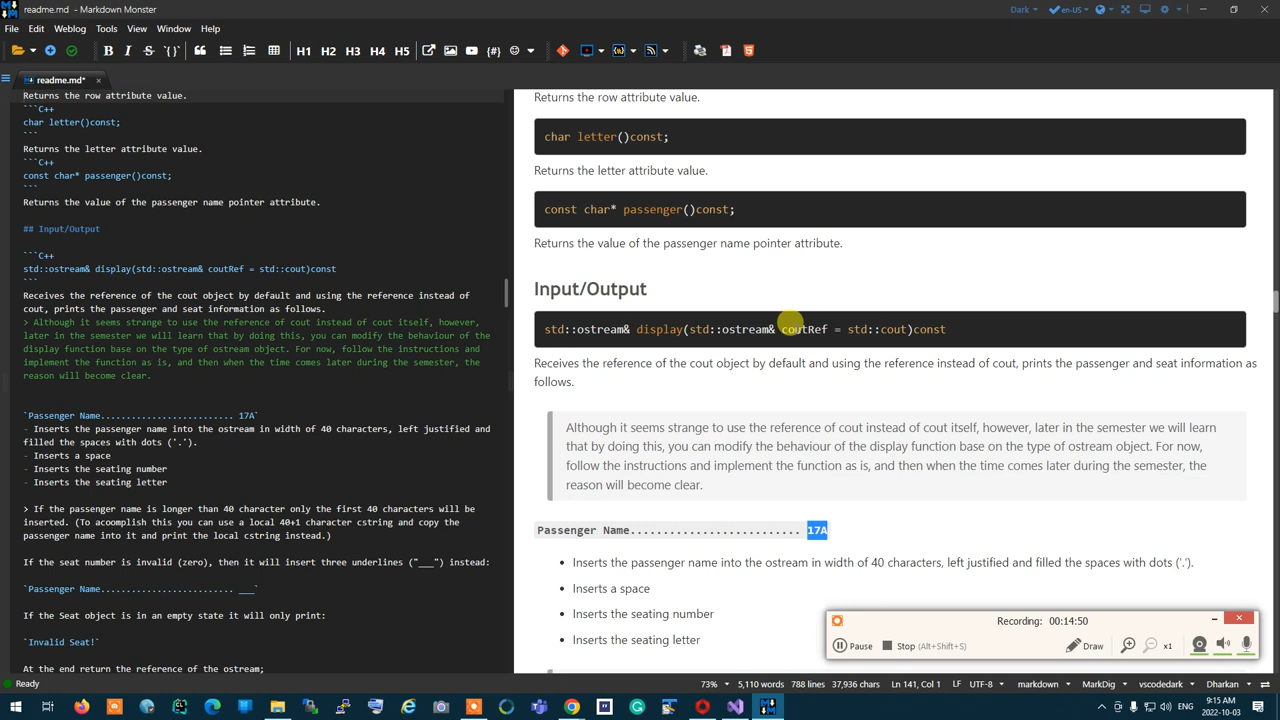 readme.md* - Markdown Monster
Dark
en-US
File Edit Weblog Tools Window Help
B I S `{}` “ H1 H2 H3 H4 H5 {#}
readme.md* ×
Returns the row attribute value.
```C++
char letter()const;
```
Returns the letter attribute value.
```C++
const char* passenger()const;
```
Returns the value of the passenger name pointer attribute.
## Input/Output
```C++
std::ostream& display(std::ostream& coutRef = std::cout)const
```
Receives the reference of the cout object by default and using the reference instead of
cout, prints the passenger and seat information as follows.
> Although it seems strange to use the reference of cout instead of cout itself, however,
later in the semester we will learn that by doing this, you can modify the behaviour of the
display function base on the type of ostream object. For now, follow the instructions and
implement the function as is, and then when the time comes later during the semester, the
reason will become clear.
`Passenger Name.......................... 17A`
- Inserts the passenger name into the ostream in width of 40 characters, left justified and
filled the spaces with dots ('.').
- Inserts a space
- Inserts the seating number
- Inserts the seating letter
> If the passenger name is longer than 40 character only the first 40 characters will be
inserted. (To acoomplish this you can use a local 40+1 character cstring and copy the
passenger name into it and print the local cstring instead.)
If the seat number is invalid (zero), then it will insert three underlines ("___") instead:
`Passenger Name.......................... ___`
If the Seat object is in an empty state it will only print:
`Invalid Seat!`
At the end return the reference of the ostream;
Returns the row attribute value.
char letter()const;
Returns the letter attribute value.
const char* passenger()const;
Returns the value of the passenger name pointer attribute.
Input/Output
std::ostream& display(std::ostream& coutRef = std::cout)const
Receives the reference of the cout object by default and using the reference instead of cout, prints the passenger and seat information as
follows.
Although it seems strange to use the reference of cout instead of cout itself, however, later in the semester we will learn
that by doing this, you can modify the behaviour of the display function base on the type of ostream object. For now,
follow the instructions and implement the function as is, and then when the time comes later during the semester, the
reason will become clear.
Passenger Name.......................... 17A
• Inserts the passenger name into the ostream in width of 40 characters, left justified and filled the spaces with dots ('.').
• Inserts a space
• Inserts the seating number
• Inserts the seating letter
Recording: 00:14:50
Pause Stop (Alt+Shift+S) Draw x1
Ready 73% 5,110 words 788 lines 37,936 chars Ln 141, Col 1 LF UTF-8 markdown MarkDig vscodedark Dharkan
ENG 9:15 AM
2022-10-03